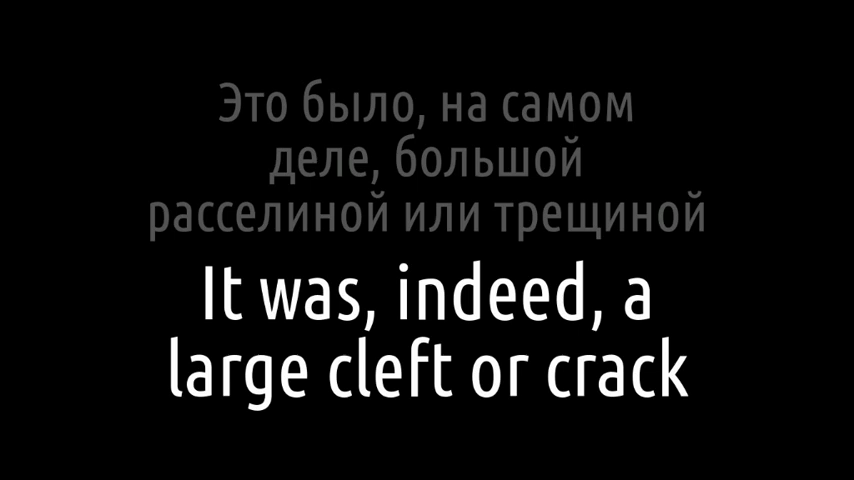 Это было, на самом
деле, большой
расселиной или трещиной
It was, indeed, a
large cleft or crack